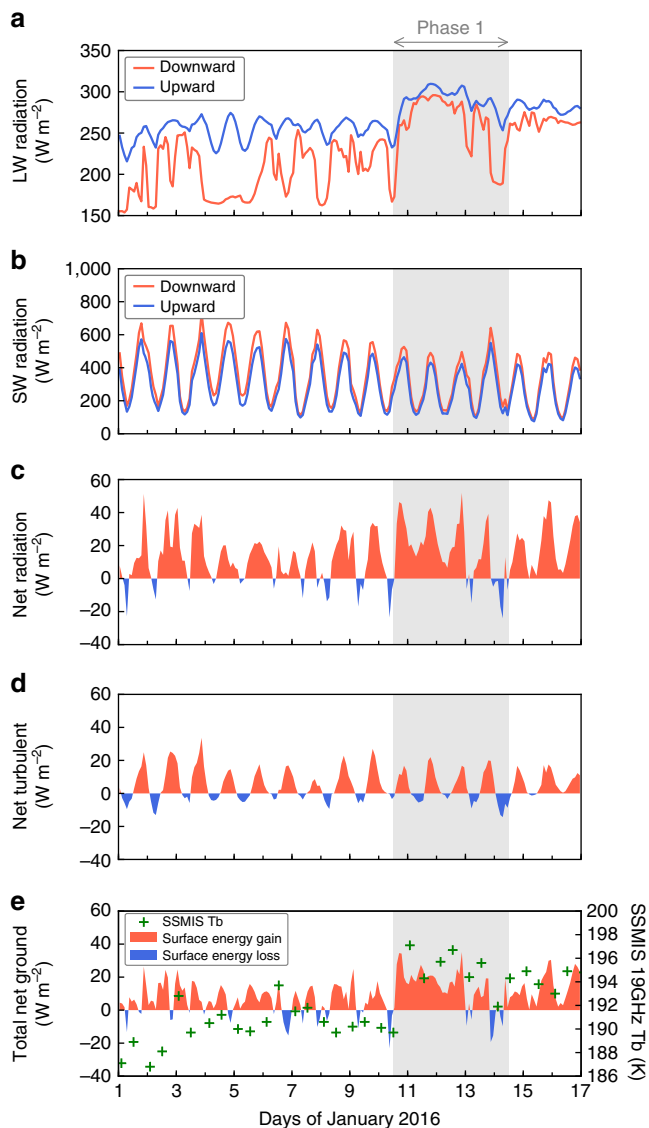 a
Phase 1
350
300
250
200
150
LW radiation
(W m−2)
Downward
Upward
b
1,000
800
600
400
200
0
SW radiation
(W m−2)
Downward
Upward
c
60
40
20
0
−20
−40
Net radiation
(W m−2)
d
60
40
20
0
−20
−40
Net turbulent
(W m−2)
e
60
40
20
0
−20
−40
Total net ground
(W m−2)
SSMIS Tb
Surface energy gain
Surface energy loss
200
198
196
194
192
190
188
186
SSMIS 19GHz Tb (K)
1 3 5 7 9 11 13 15 17
Days of January 2016